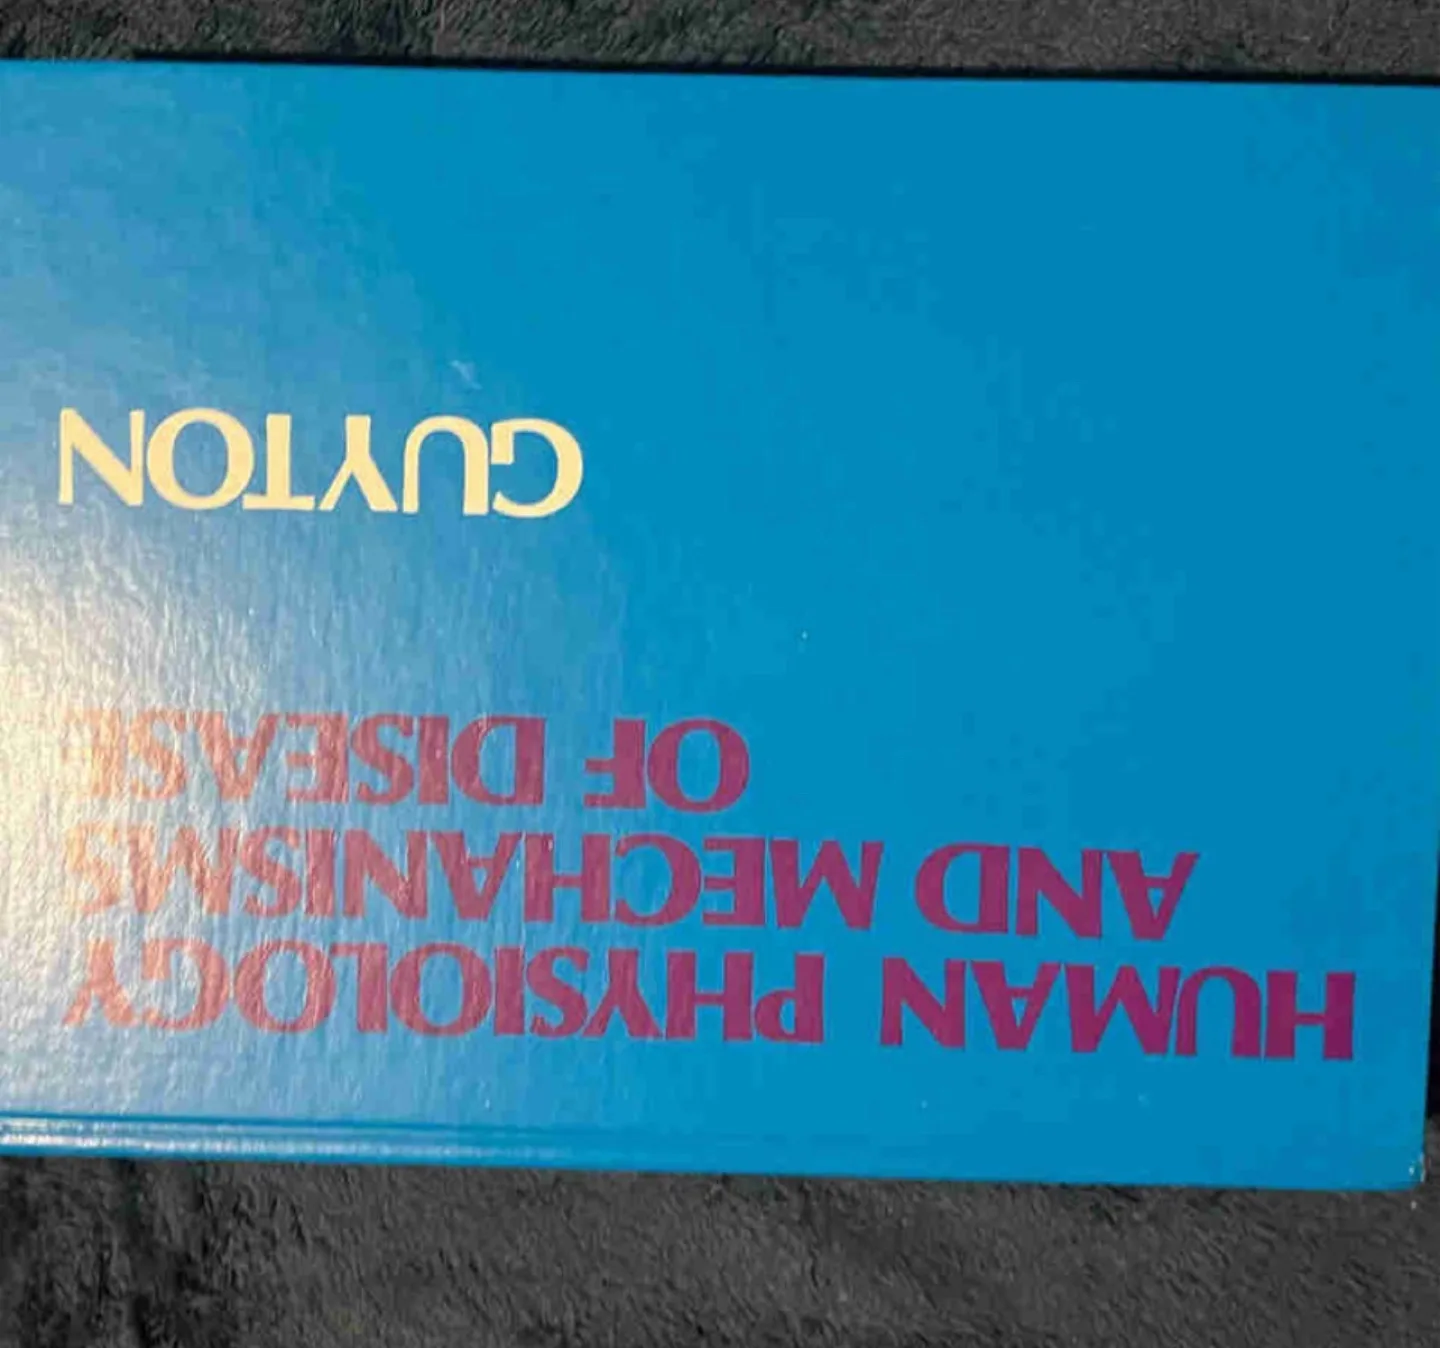 HUMAN PHYSIOLOGY
AND MECHANISMS
OF DISEASE
GUYTON